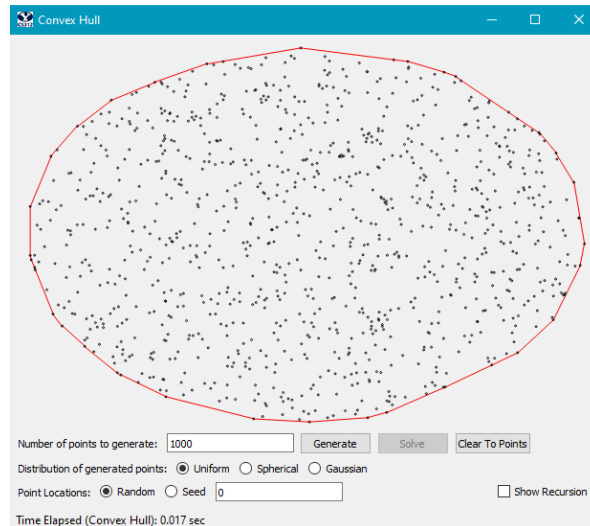 Convex Hull
Number of points to generate: 1000 Generate Solve Clear To Points
Distribution of generated points: Uniform Spherical Gaussian
Point Locations: Random Seed 0 Show Recursion
Time Elapsed (Convex Hull): 0.017 sec